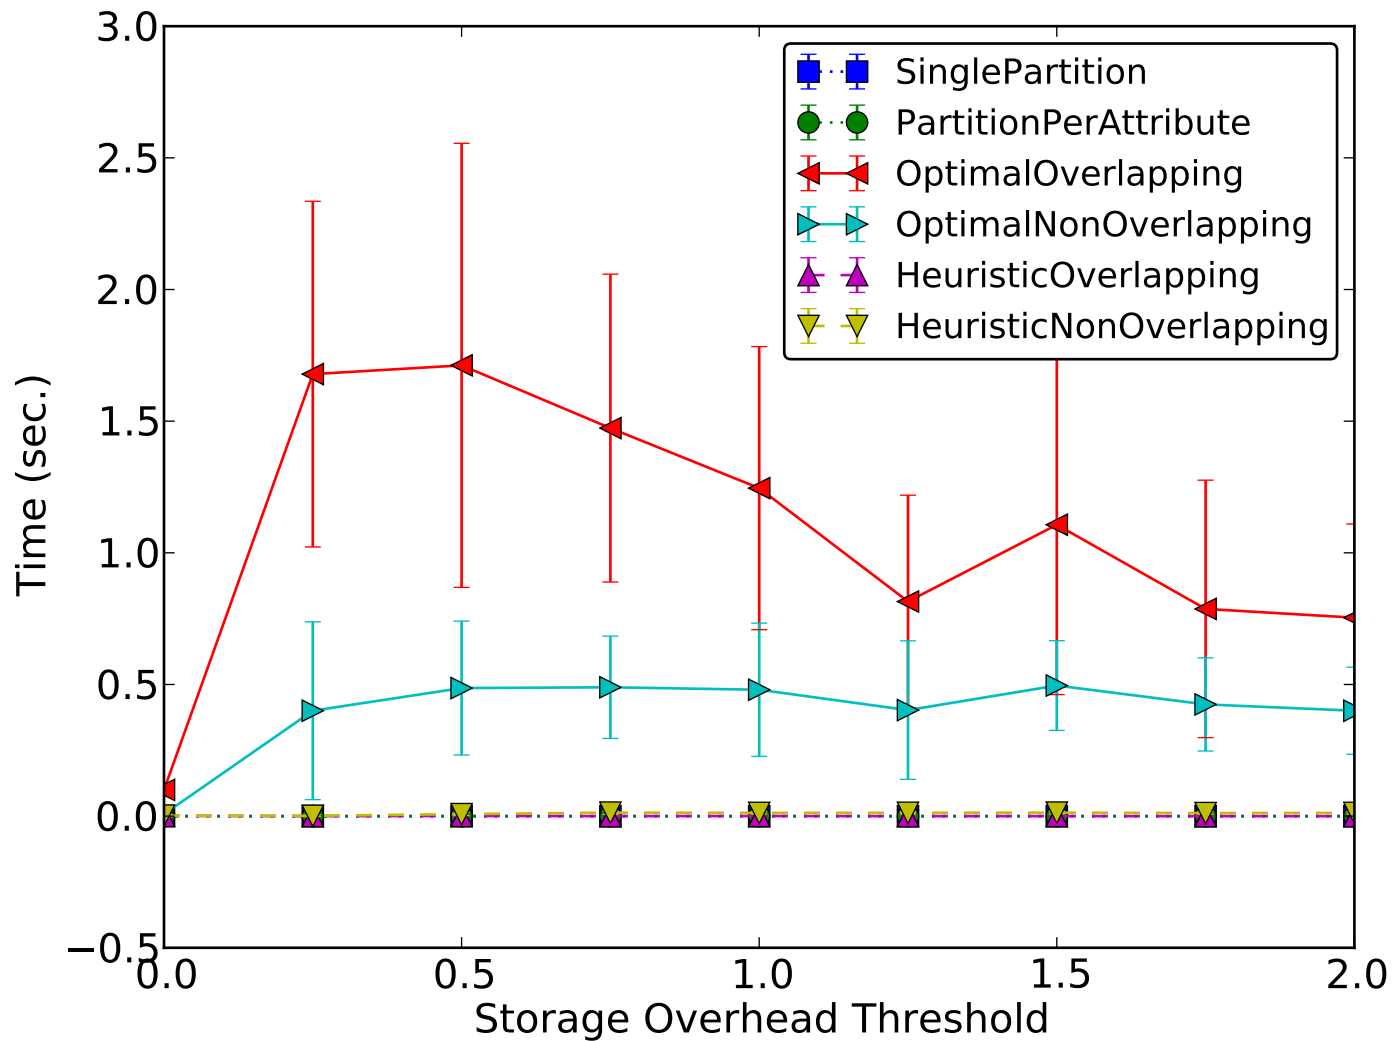 3.0
2.5
2.0
1.5
1.0
0.5
0.0
−0.5
Time (sec.)
SinglePartition
PartitionPerAttribute
OptimalOverlapping
OptimalNonOverlapping
HeuristicOverlapping
HeuristicNonOverlapping
0.0 0.5 1.0 1.5 2.0
Storage Overhead Threshold